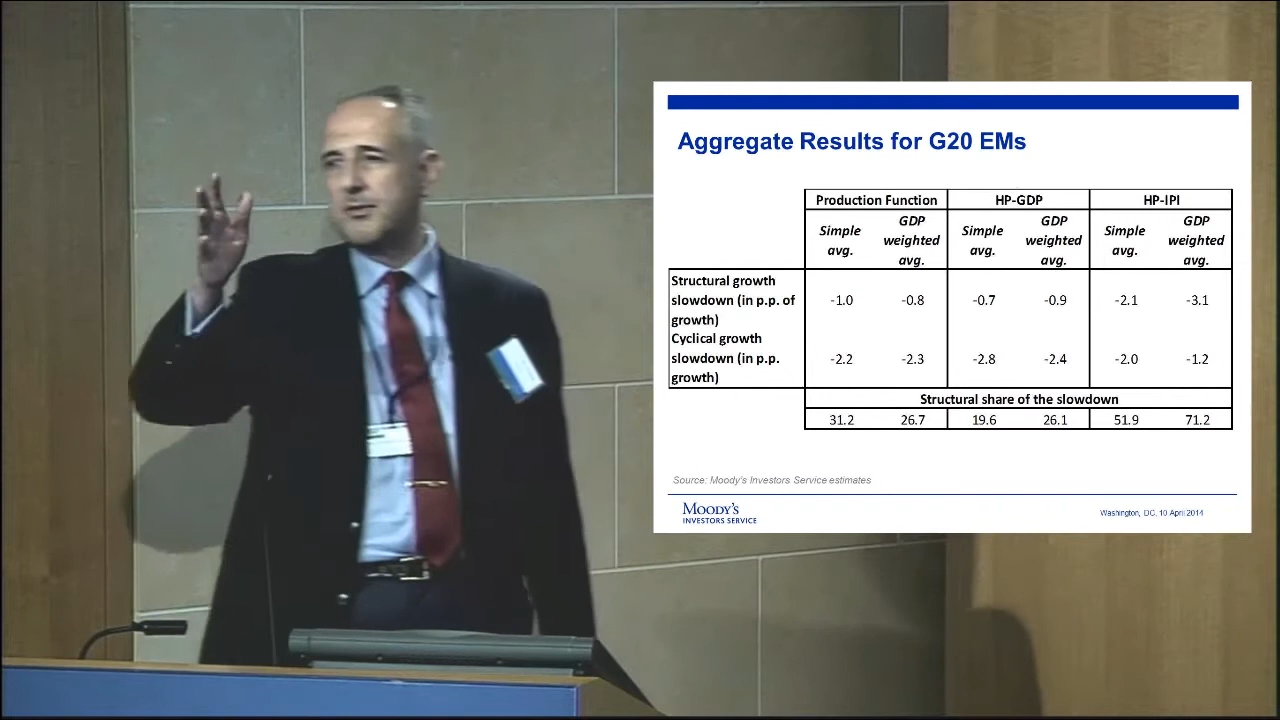 Aggregate Results for G20 EMs
Production Function HP-GDP HP-IPI
Simple avg. GDP weighted avg. Simple avg. GDP weighted avg. Simple avg. GDP weighted avg.
Structural growth
slowdown (in p.p. of
growth)
-1.0 -0.8 -0.7 -0.9 -2.1 -3.1
Cyclical growth
slowdown (in p.p.
growth)
-2.2 -2.3 -2.8 -2.4 -2.0 -1.2
Structural share of the slowdown
31.2 26.7 19.6 26.1 51.9 71.2
Source: Moody's Investors Service estimates
MOODY'S
INVESTORS SERVICE
Washington, DC, 10 April 2014